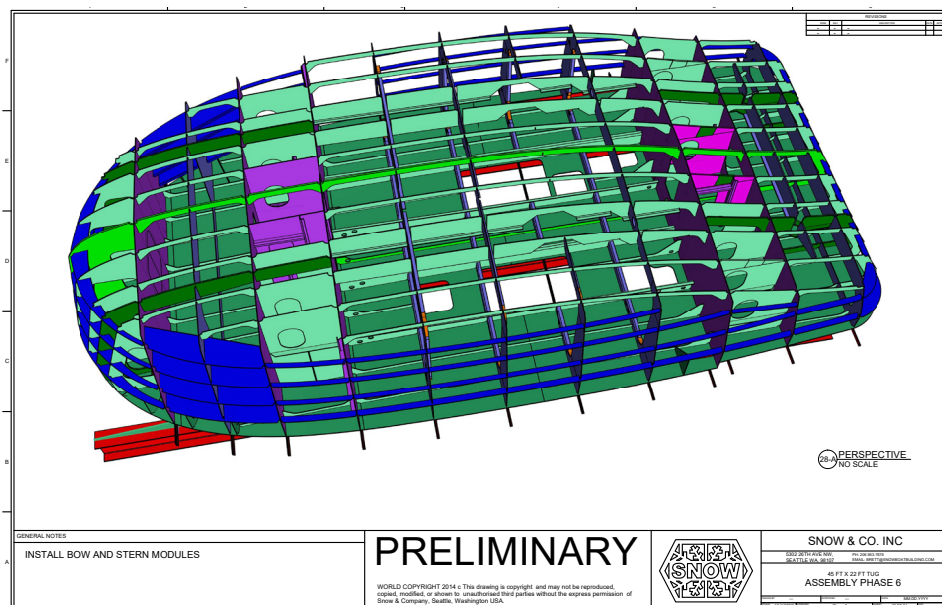 REVISIONS
F
E
D
C
B
A
28-A
PERSPECTIVE
NO SCALE
GENERAL NOTES
INSTALL BOW AND STERN MODULES
PRELIMINARY
WORLD COPYRIGHT 2014 c This drawing is copyright and may not be reproduced,
copied, modified, or shown to unauthorised third parties without the express permission of
Snow & Company, Seattle, Washington USA.
SNOW
SNOW & CO. INC
5302 26TH AVE NW.
SEATTLE WA. 98107
45 FT X 22 FT TUG
ASSEMBLY PHASE 6